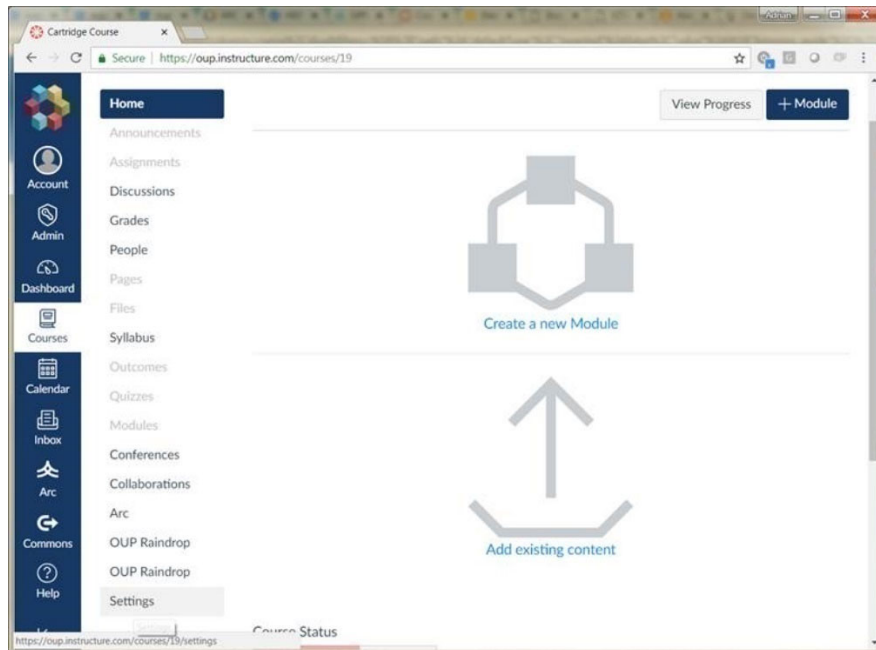 Adnan
Cartridge Course
Secure | https://oup.instructure.com/courses/19
Home
View Progress
+ Module
Announcements
Assignments
Discussions
Grades
People
Pages
Files
Syllabus
Outcomes
Quizzes
Modules
Conferences
Collaborations
Arc
OUP Raindrop
OUP Raindrop
Settings
Account
Admin
Dashboard
Courses
Calendar
Inbox
Arc
Commons
Help
Create a new Module
Add existing content
Course Status
Settings
https://oup.instructure.com/courses/19/settings